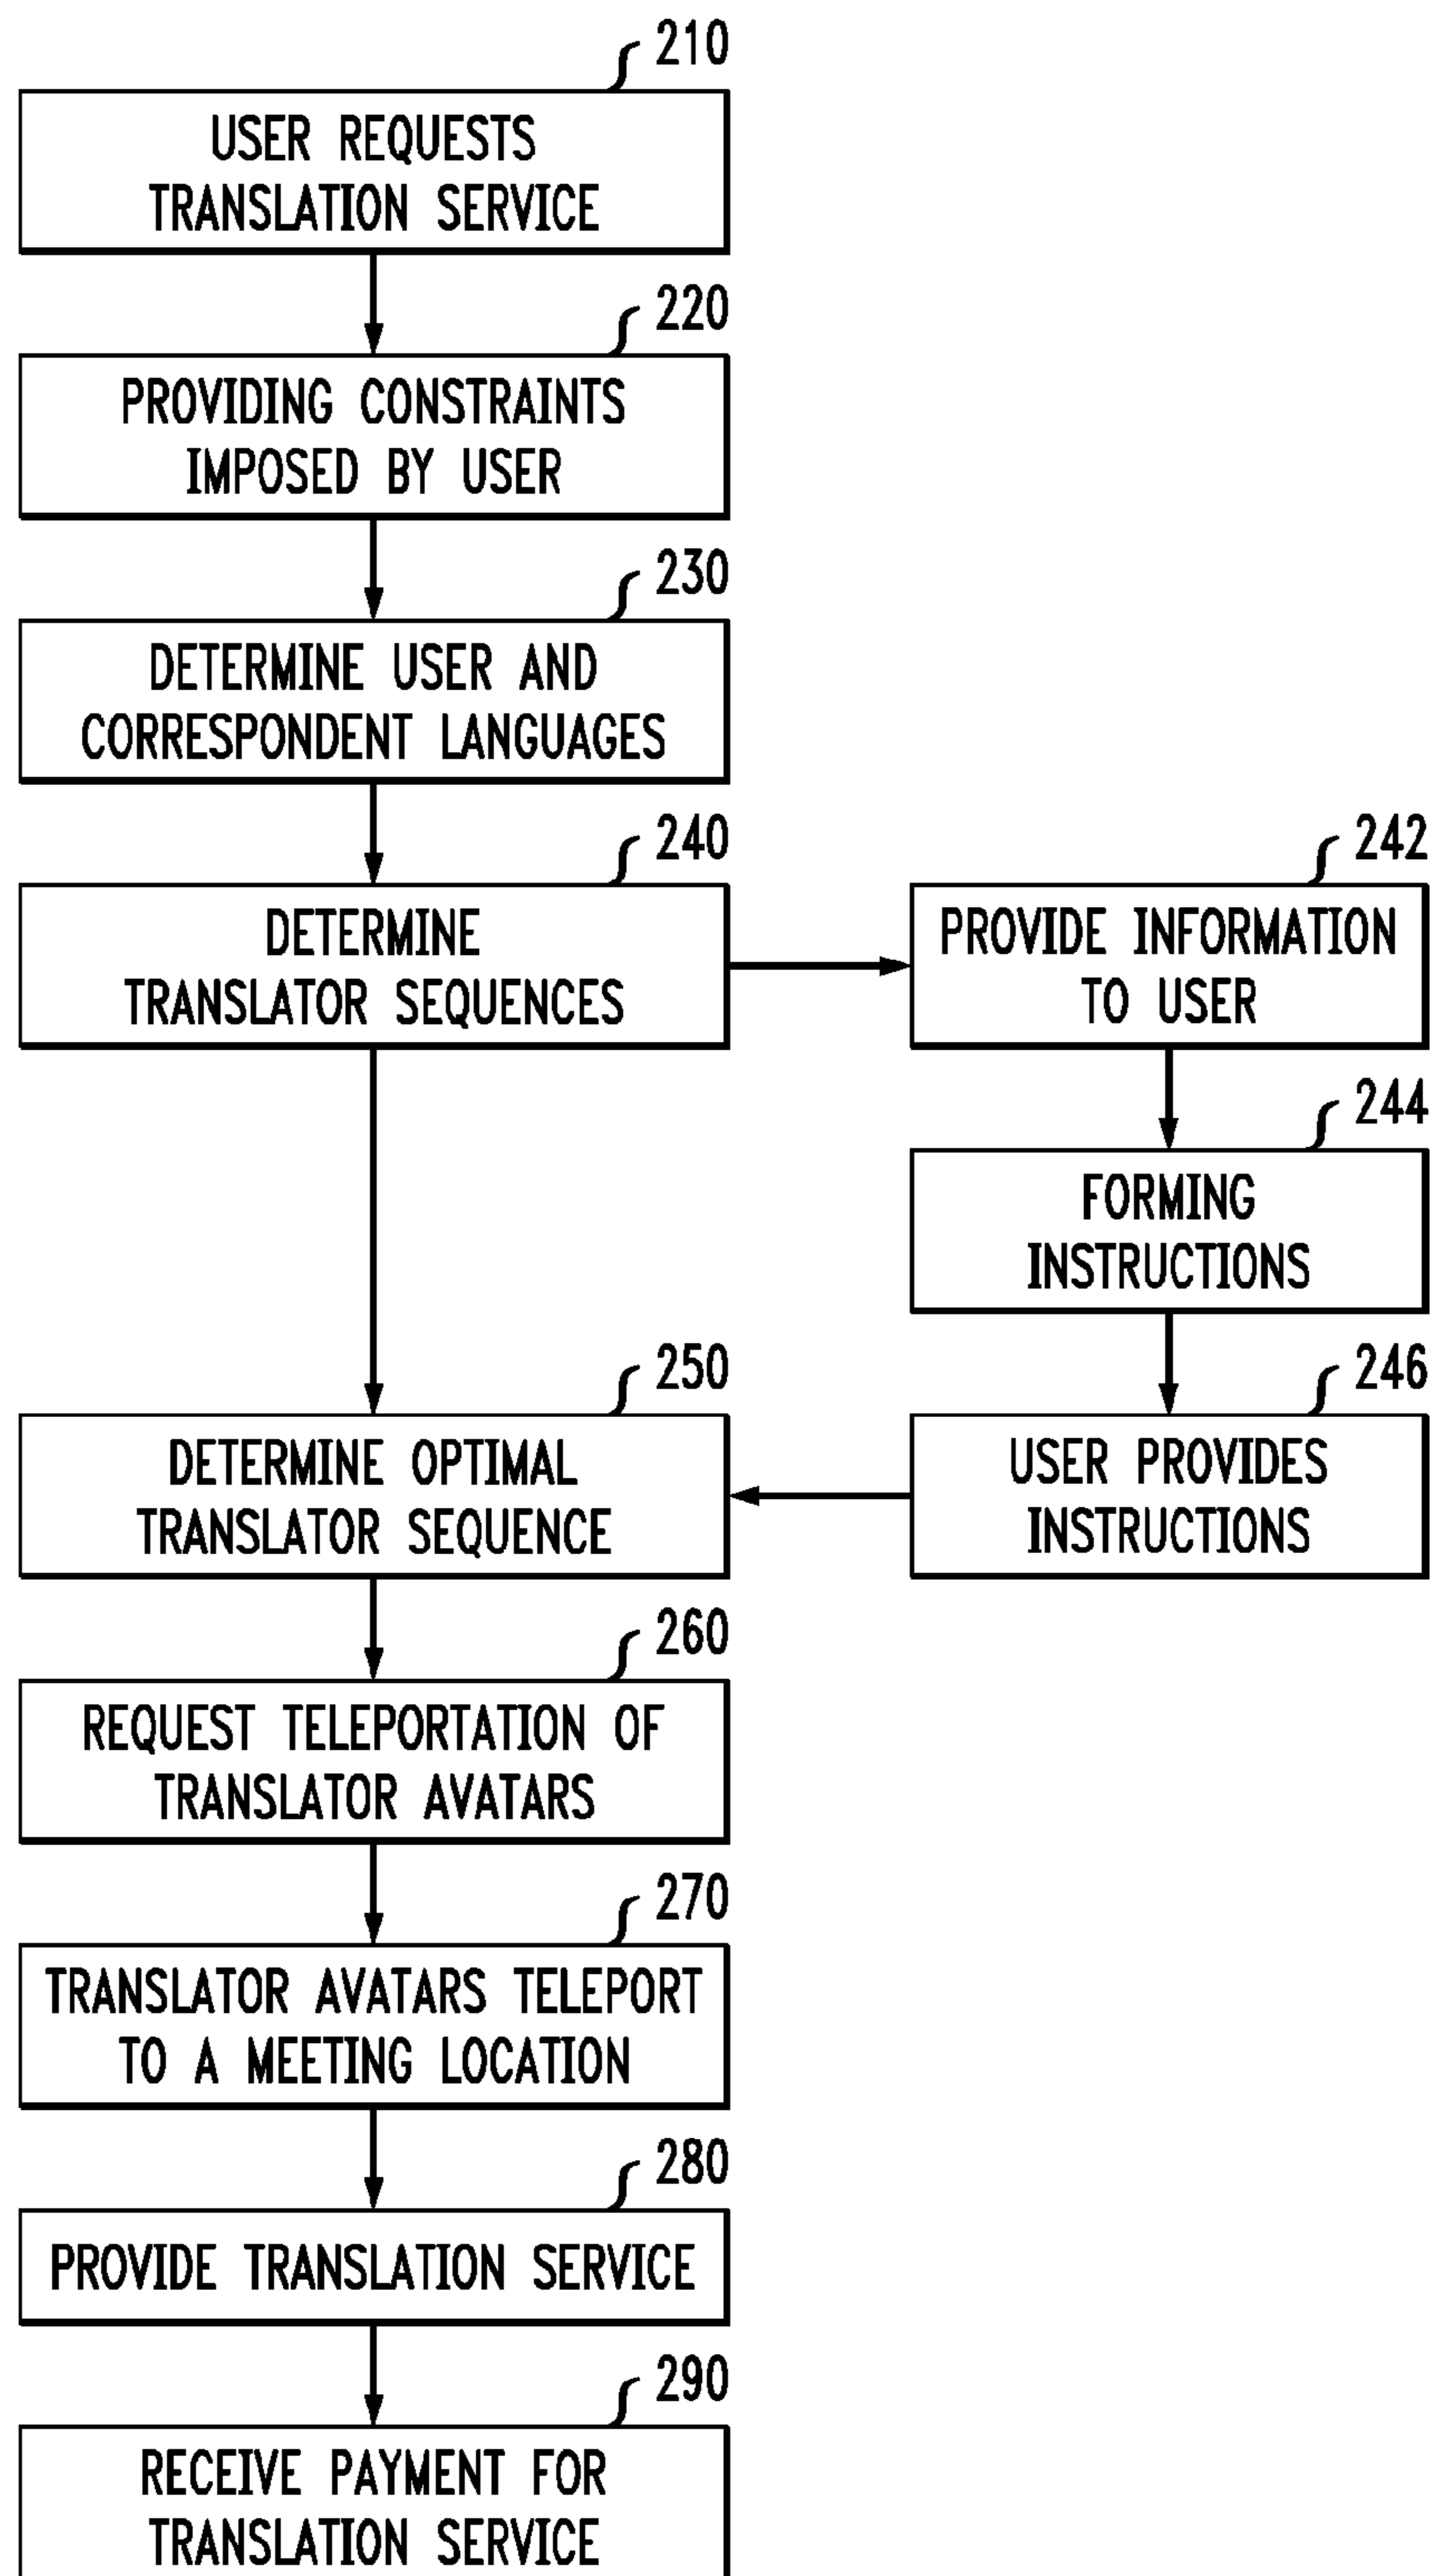 210
USER REQUESTS
TRANSLATION SERVICE
220
PROVIDING CONSTRAINTS
IMPOSED BY USER
230
DETERMINE USER AND
CORRESPONDENT LANGUAGES
240
DETERMINE
TRANSLATOR SEQUENCES
242
PROVIDE INFORMATION
TO USER
244
FORMING
INSTRUCTIONS
246
USER PROVIDES
INSTRUCTIONS
250
DETERMINE OPTIMAL
TRANSLATOR SEQUENCE
260
REQUEST TELEPORTATION OF
TRANSLATOR AVATARS
270
TRANSLATOR AVATARS TELEPORT
TO A MEETING LOCATION
280
PROVIDE TRANSLATION SERVICE
290
RECEIVE PAYMENT FOR
TRANSLATION SERVICE